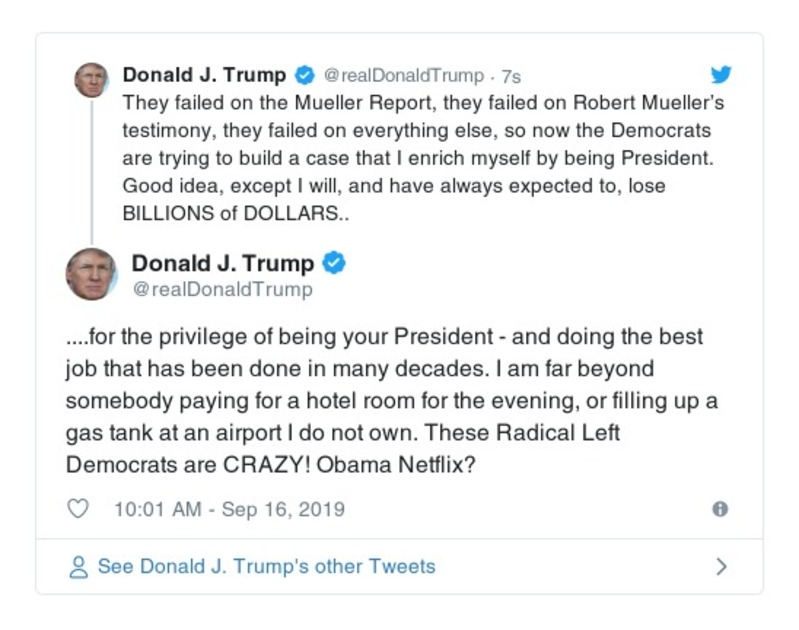 Donald J. Trump @realDonaldTrump · 7s
They failed on the Mueller Report, they failed on Robert Mueller's
testimony, they failed on everything else, so now the Democrats
are trying to build a case that I enrich myself by being President.
Good idea, except I will, and have always expected to, lose
BILLIONS of DOLLARS..
Donald J. Trump
@realDonaldTrump
....for the privilege of being your President - and doing the best
job that has been done in many decades. I am far beyond
somebody paying for a hotel room for the evening, or filling up a
gas tank at an airport I do not own. These Radical Left
Democrats are CRAZY! Obama Netflix?
10:01 AM - Sep 16, 2019
See Donald J. Trump's other Tweets